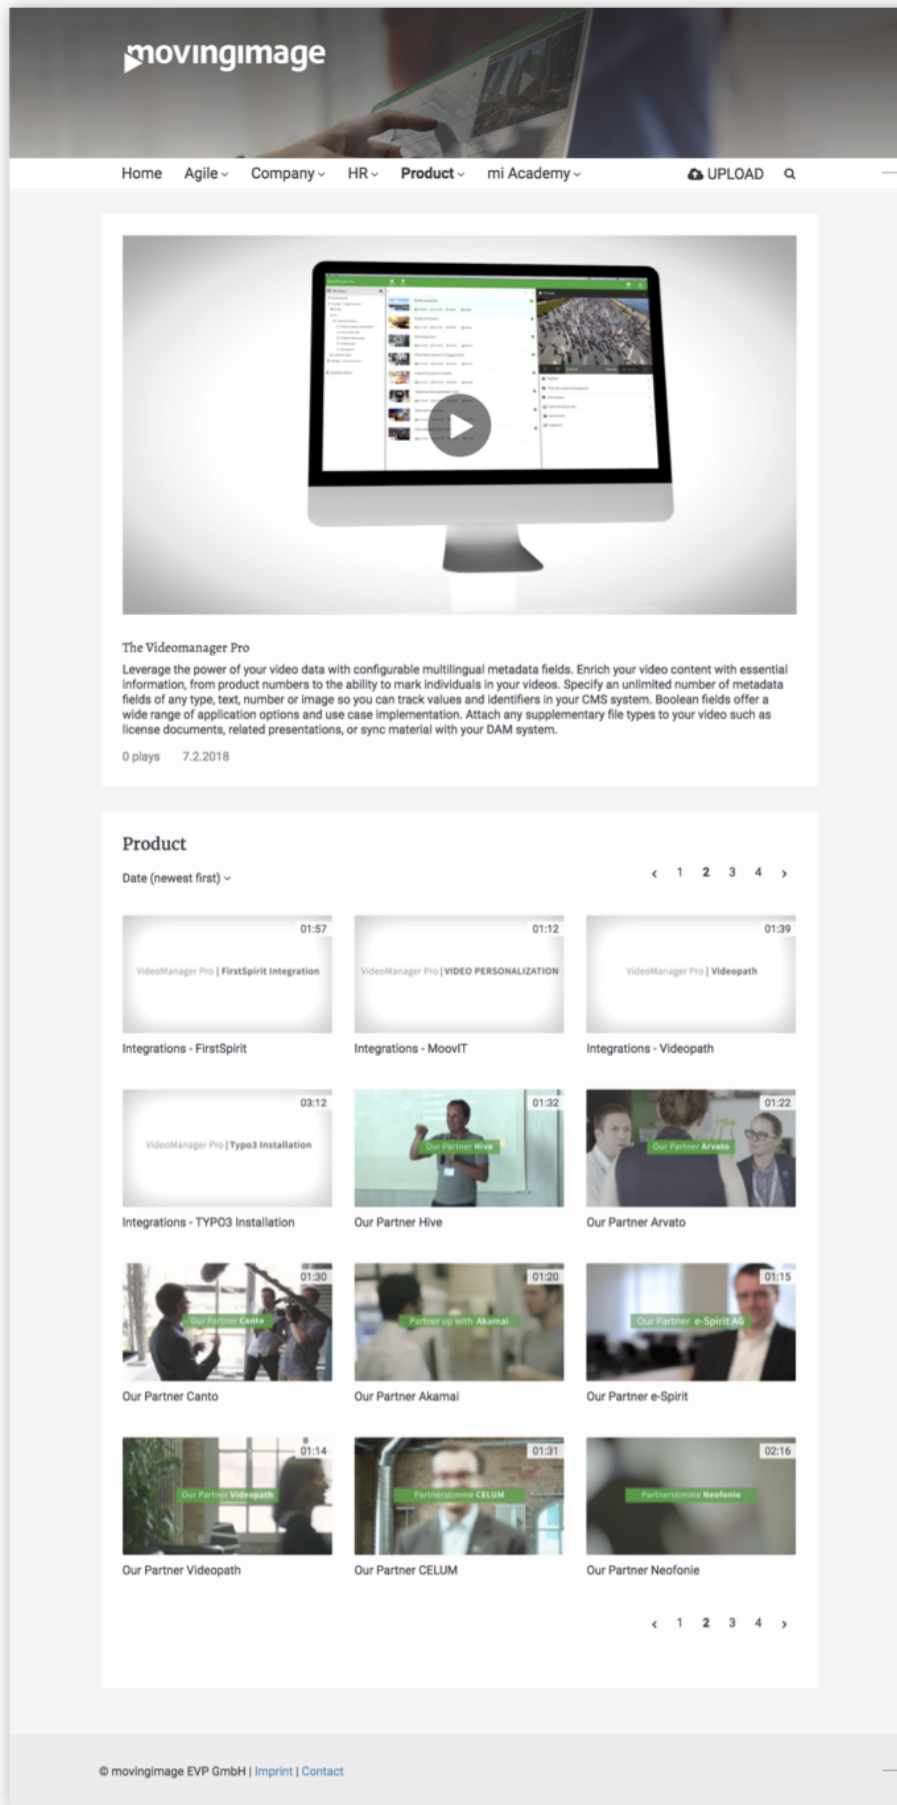 movingimage
Home Agile Company HR Product mi Academy UPLOAD
The Videomanager Pro
Leverage the power of your video data with configurable multilingual metadata fields. Enrich your video content with essential
information, from product numbers to the ability to mark individuals in your videos. Specify an unlimited number of metadata
fields of any type, text, number or image so you can track values and identifiers in your CMS system. Boolean fields offer a
wide range of application options and use case implementation. Attach any supplementary file types to your video such as
license documents, related presentations, or sync material with your DAM system.
0 plays 7.2.2018
Product
Date (newest first)
‹ 1 2 3 4 ›
01:57
VideoManager Pro | FirstSpirit Integration
Integrations - FirstSpirit
01:12
VideoManager Pro | VIDEO PERSONALIZATION
Integrations - MoovIT
01:39
VideoManager Pro | Videopath
Integrations - Videopath
03:12
VideoManager Pro | Typo3 Installation
Integrations - TYPO3 Installation
01:32
Our Partner Hive
Our Partner Hive
01:22
Our Partner Arvato
Our Partner Arvato
01:30
Our Partner Canto
Our Partner Canto
01:20
Partner up with Akamai
Our Partner Akamai
01:15
Our Partner e-Spirit AG
Our Partner e-Spirit
01:14
Our Partner Videopath
Our Partner Videopath
01:31
Partnerstimme CELUM
Our Partner CELUM
02:16
Partnerstimme Neofonie
Our Partner Neofonie
‹ 1 2 3 4 ›
© movingimage EVP GmbH | Imprint | Contact